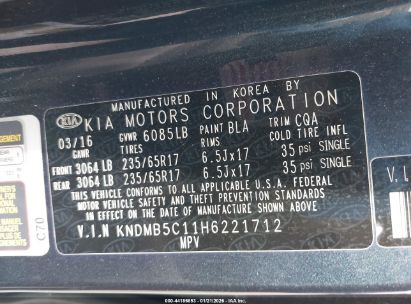 MANUFACTURED IN KOREA BY
KIA KIA MOTORS CORPORATION
03/16 GVWR 6085LB PAINT BLA TRIM CQA
GAWR TIRES COLD TIRE INFL
FRONT 3064 LB 235/65R17 6.5Jx17 35 psi SINGLE
REAR 3064 LB 235/65R17 6.5Jx17 35 psi SINGLE
THIS VEHICLE CONFORMS TO ALL APPLICABLE U.S.A. FEDERAL
MOTOR VEHICLE SAFETY AND THEFT PREVENTION STANDARDS
IN EFFECT ON THE DATE OF MANUFACTURE SHOWN ABOVE.
V.I.N KNDMB5C11H6221712
MPV
C70
V.I.